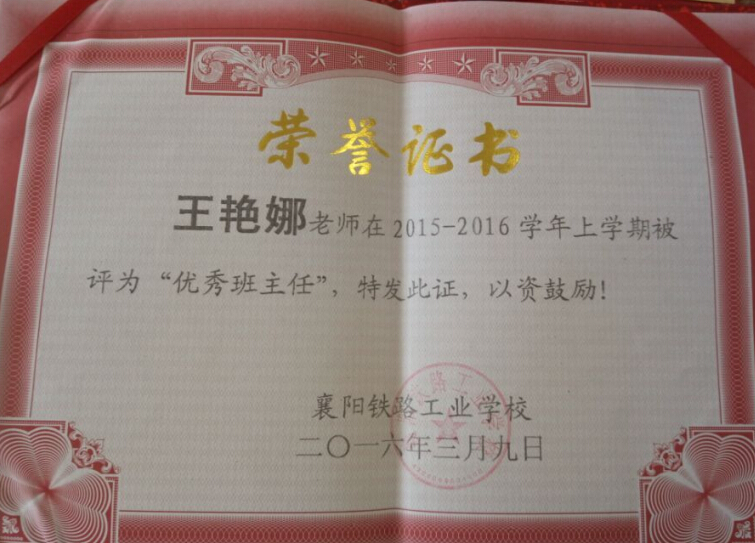 荣誉证书
王艳娜老师在2015-2016学年上学期被
评为“优秀班主任”，特发此证，以资鼓励！
襄阳铁路工业学校
二〇一六年三月九日